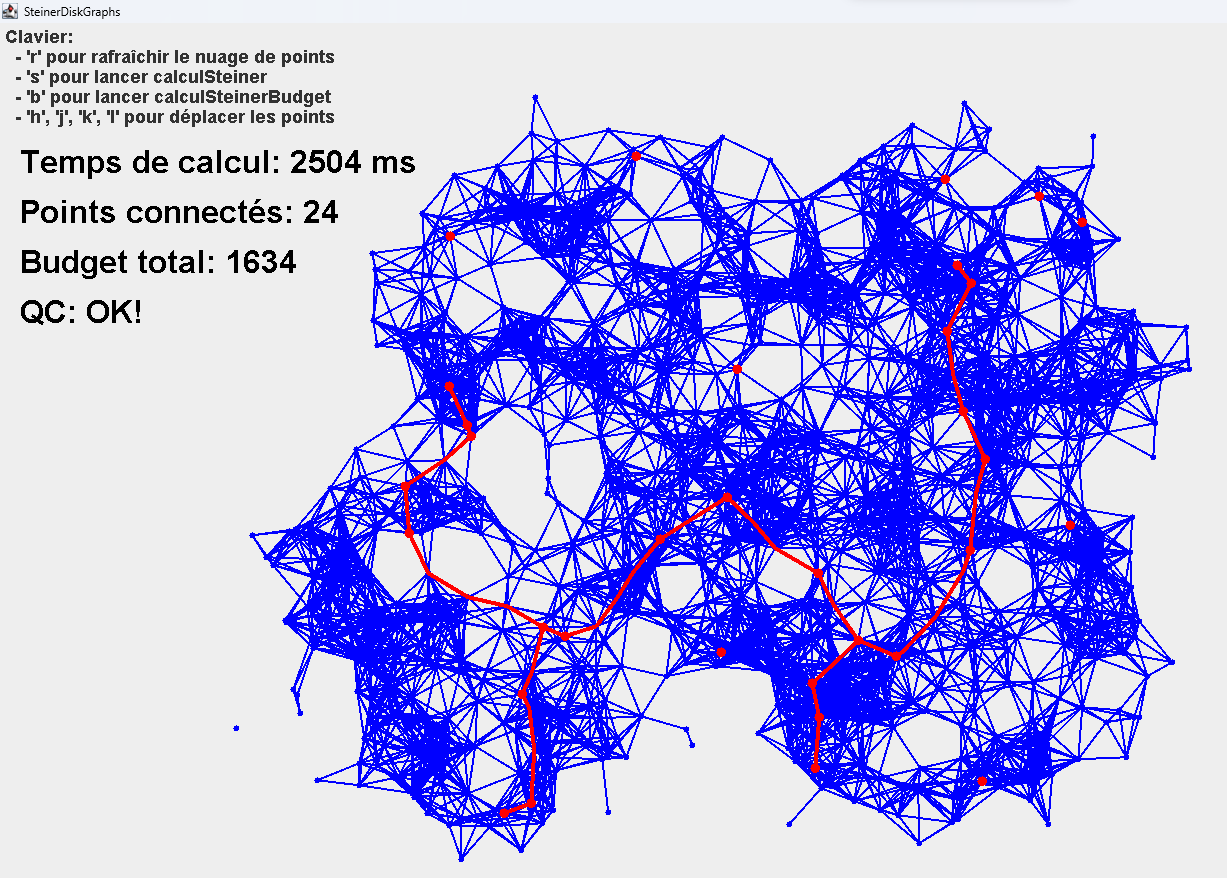 SteinerDiskGraphs
Clavier:
- 'r' pour rafraîchir le nuage de points
- 's' pour lancer calculSteiner
- 'b' pour lancer calculSteinerBudget
- 'h', 'j', 'k', 'l' pour déplacer les points
Temps de calcul: 2504 ms
Points connectés: 24
Budget total: 1634
QC: OK!